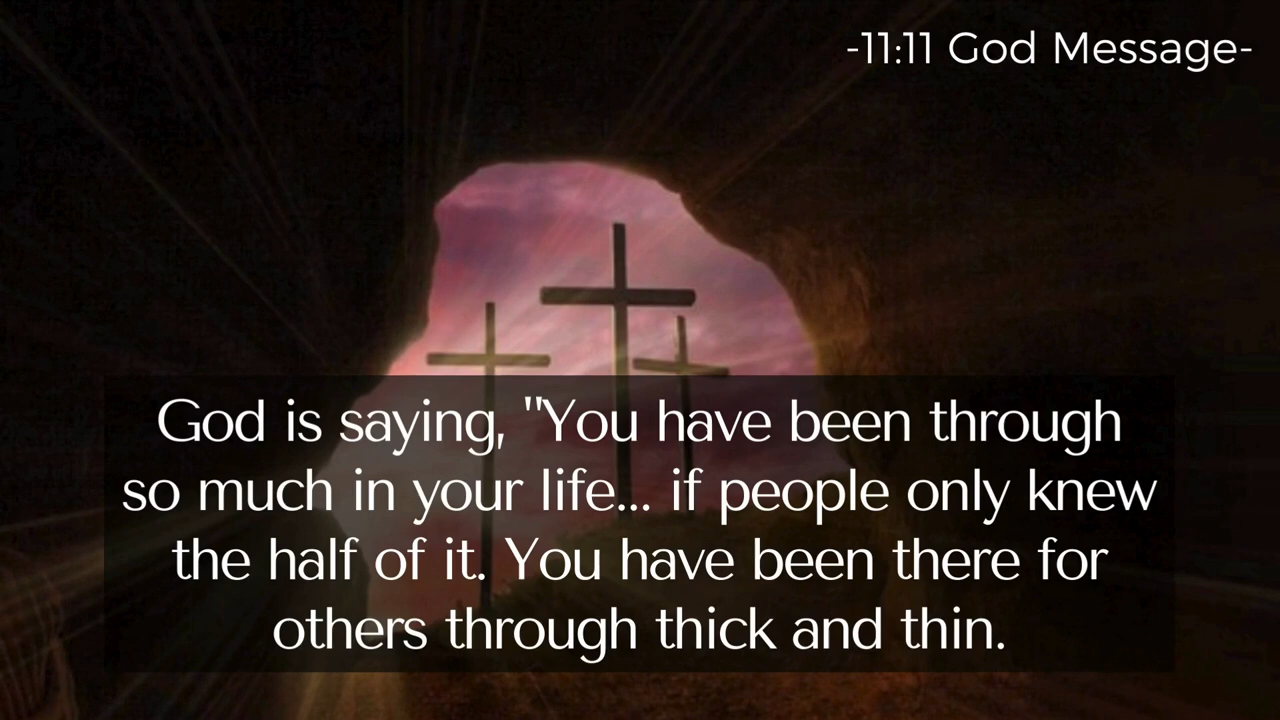 -11:11 God Message-
God is saying, "You have been through
so much in your life... if people only knew
the half of it. You have been there for
others through thick and thin.